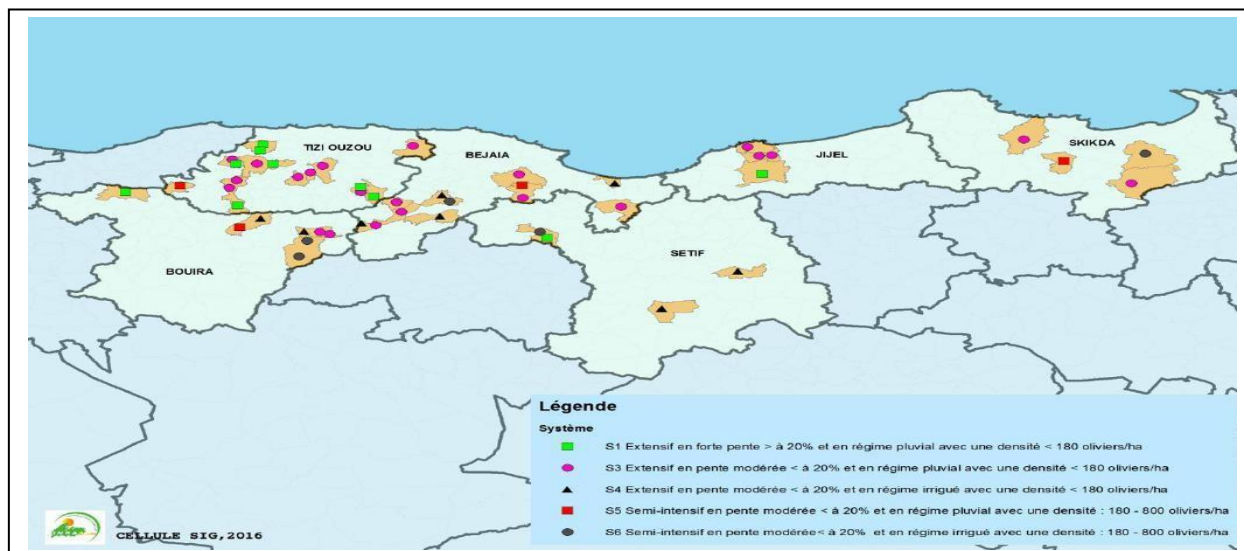 TIZI OUZOU
BEJAIA
JIJEL
SKIKDA
BOUIRA
SETIF
Légende
Système
S1 Extensif en forte pente > à 20% et en régime pluvial avec une densité < 180 oliviers/ha
S3 Extensif en pente modérée < à 20% et en régime pluvial avec une densité < 180 oliviers/ha
S4 Extensif en pente modérée < à 20% et en régime irrigué avec une densité < 180 oliviers/ha
S5 Semi-intensif en pente modérée < à 20% et en régime pluvial avec une densité : 180 - 800 oliviers/ha
S6 Semi-intensif en pente modérée< à 20% et en régime irrigué avec une densité : 180 - 800 oliviers/ha
CELLULE SIG,2016